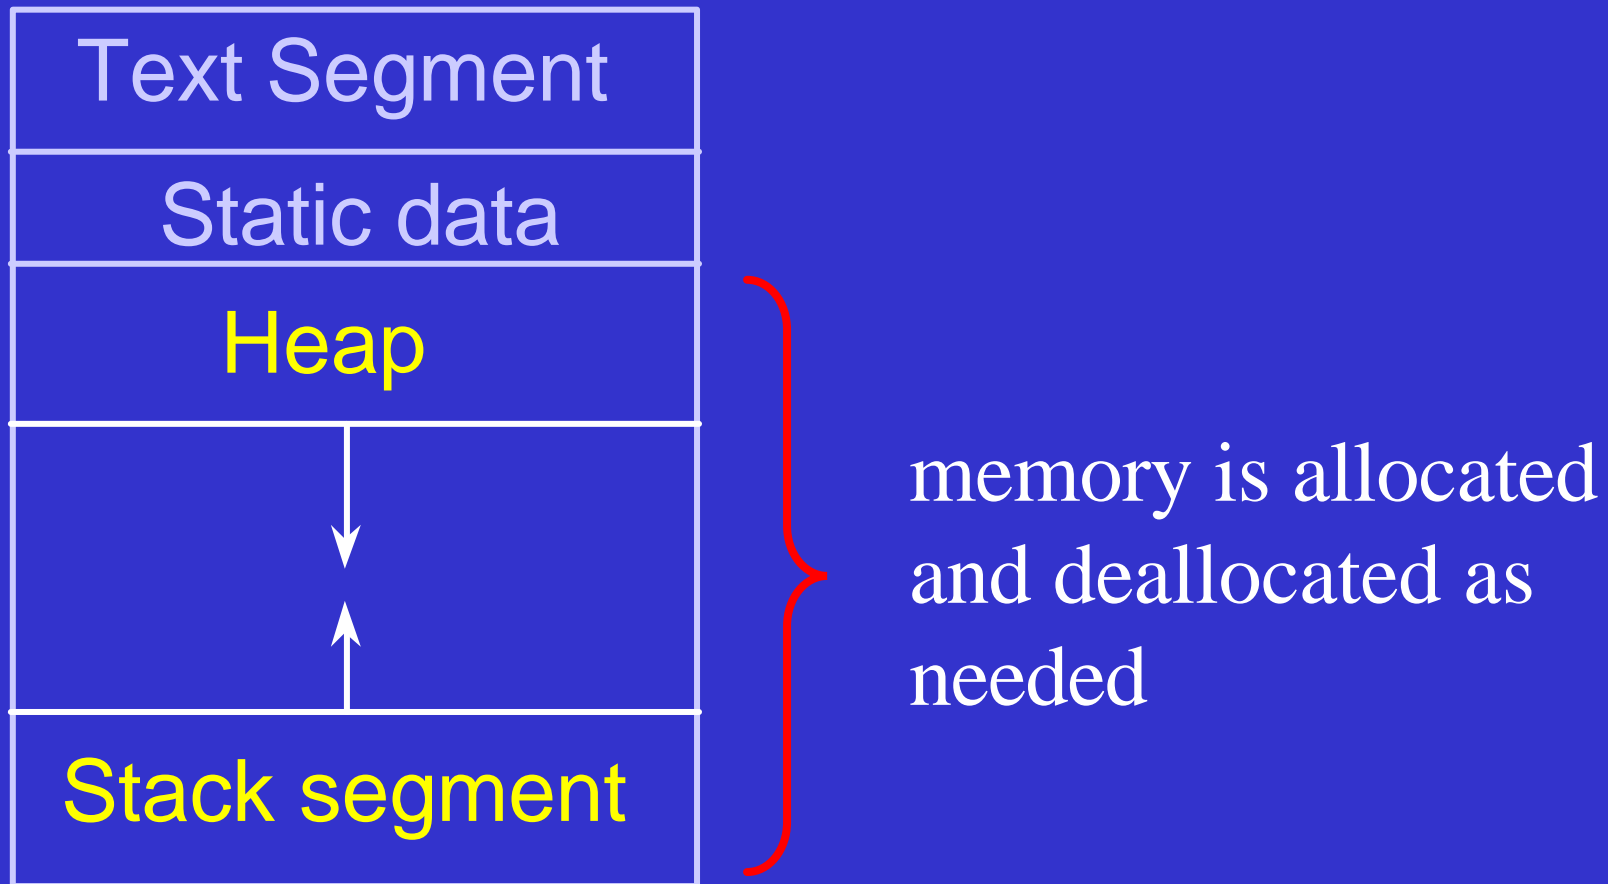 Text Segment
Static data
Heap
memory is allocated
and deallocated as
needed
Stack segment